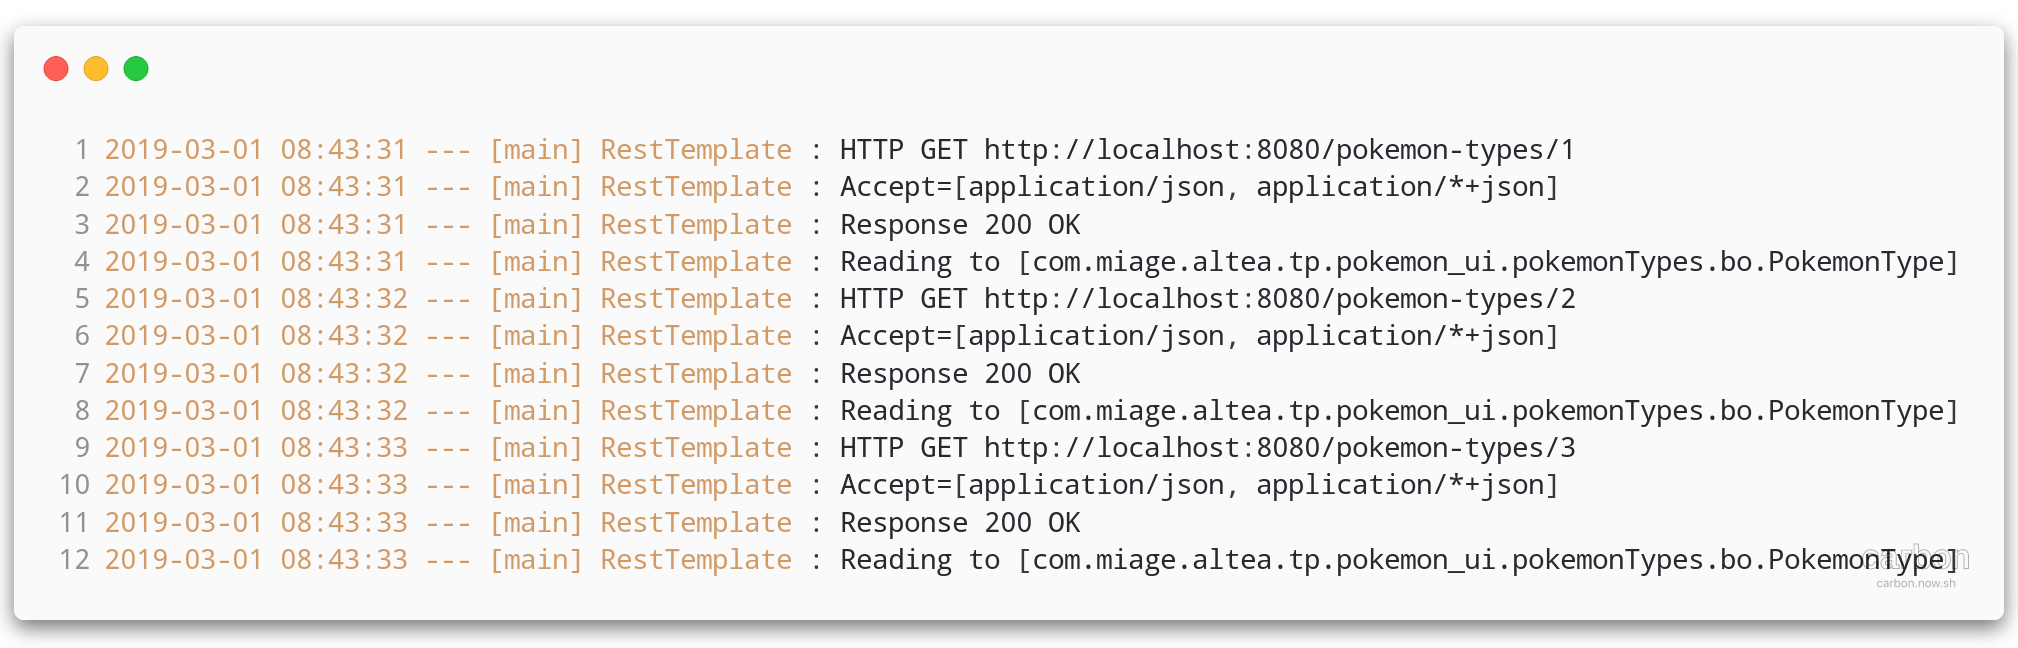 1 2019-03-01 08:43:31 --- [main] RestTemplate : HTTP GET http://localhost:8080/pokemon-types/1
2 2019-03-01 08:43:31 --- [main] RestTemplate : Accept=[application/json, application/*+json]
3 2019-03-01 08:43:31 --- [main] RestTemplate : Response 200 OK
4 2019-03-01 08:43:31 --- [main] RestTemplate : Reading to [com.miage.altea.tp.pokemon_ui.pokemonTypes.bo.PokemonType]
5 2019-03-01 08:43:32 --- [main] RestTemplate : HTTP GET http://localhost:8080/pokemon-types/2
6 2019-03-01 08:43:32 --- [main] RestTemplate : Accept=[application/json, application/*+json]
7 2019-03-01 08:43:32 --- [main] RestTemplate : Response 200 OK
8 2019-03-01 08:43:32 --- [main] RestTemplate : Reading to [com.miage.altea.tp.pokemon_ui.pokemonTypes.bo.PokemonType]
9 2019-03-01 08:43:33 --- [main] RestTemplate : HTTP GET http://localhost:8080/pokemon-types/3
10 2019-03-01 08:43:33 --- [main] RestTemplate : Accept=[application/json, application/*+json]
11 2019-03-01 08:43:33 --- [main] RestTemplate : Response 200 OK
12 2019-03-01 08:43:33 --- [main] RestTemplate : Reading to [com.miage.altea.tp.pokemon_ui.pokemonTypes.bo.PokemonType]
carbon
carbon.now.sh